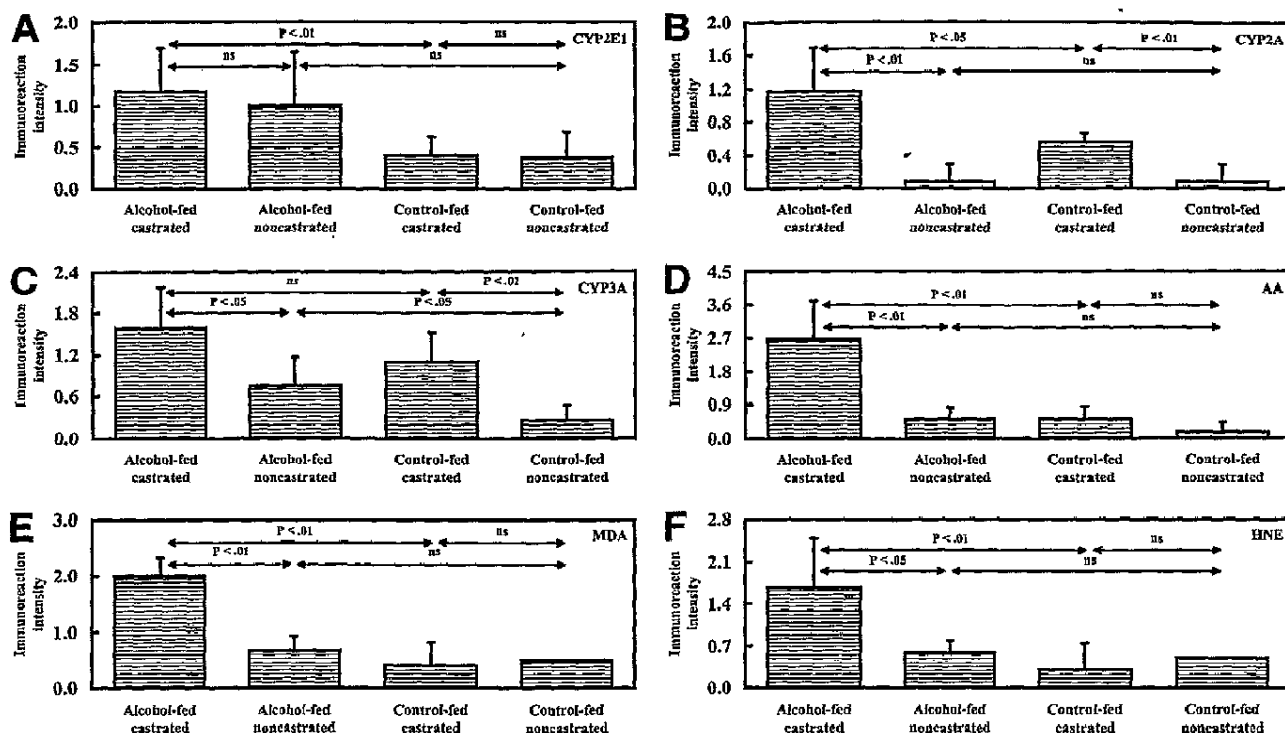 A
Immunoreaction
intensity
2.0
1.5
1.0
0.5
0.0
P <.01
ns
CYP2E1
ns
ns
Alcohol-fed
castrated
Alcohol-fed
noncastrated
Control-fed
castrated
Control-fed
noncastrated
B
Immunoreaction
Intensity
2.0
1.6
1.2
0.8
0.4
0.0
P <.05
P <.01
CYP2A
P <.01
ns
Alcohol-fed
castrated
Alcohol-fed
noncastrated
Control-fed
castrated
Control-fed
noncastrated
C
Immunoreaction
intensity
2.4
1.8
1.2
0.6
0.0
ns
P <.01
CYP3A
P <.05
P <.05
Alcohol-fed
castrated
Alcohol-fed
noncastrated
Control-fed
castrated
Control-fed
noncastrated
D
Immunoreaction
intensity
4.5
3.6
2.7
1.8
0.9
0.0
P <.01
ns
AA
P <.01
ns
Alcohol-fed
castrated
Alcohol-fed
noncastrated
Control-fed
castrated
Control-fed
noncastrated
E
Immunoreaction
intensity
3.0
2.0
1.0
0.0
P <.01
ns
MDA
P <.01
ns
Alcohol-fed
castrated
Alcohol-fed
noncastrated
Control-fed
castrated
Control-fed
noncastrated
F
Immunoreaction
Intensity
2.8
2.1
1.4
0.7
0.0
P <.01
ns
HNE
P <.05
ns
Alcohol-fed
castrated
Alcohol-fed
noncastrated
Control-fed
castrated
Control-fed
noncastrated